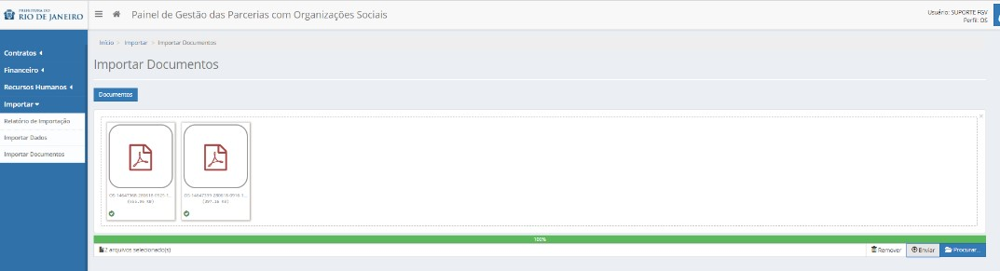 PREFEITURA DO
RIO DE JANEIRO
Painel de Gestão das Parcerias com Organizações Sociais
Usuário: SUPORTE FGV
Perfil: OS
Início > Importar > Importar Documentos
Contratos
Financeiro
Recursos Humanos
Importar
Relatório de Importação
Importar Dados
Importar Documentos
Importar Documentos
Documentos
100%
2 arquivos selecionado(s)
Remover
Enviar
Procurar...